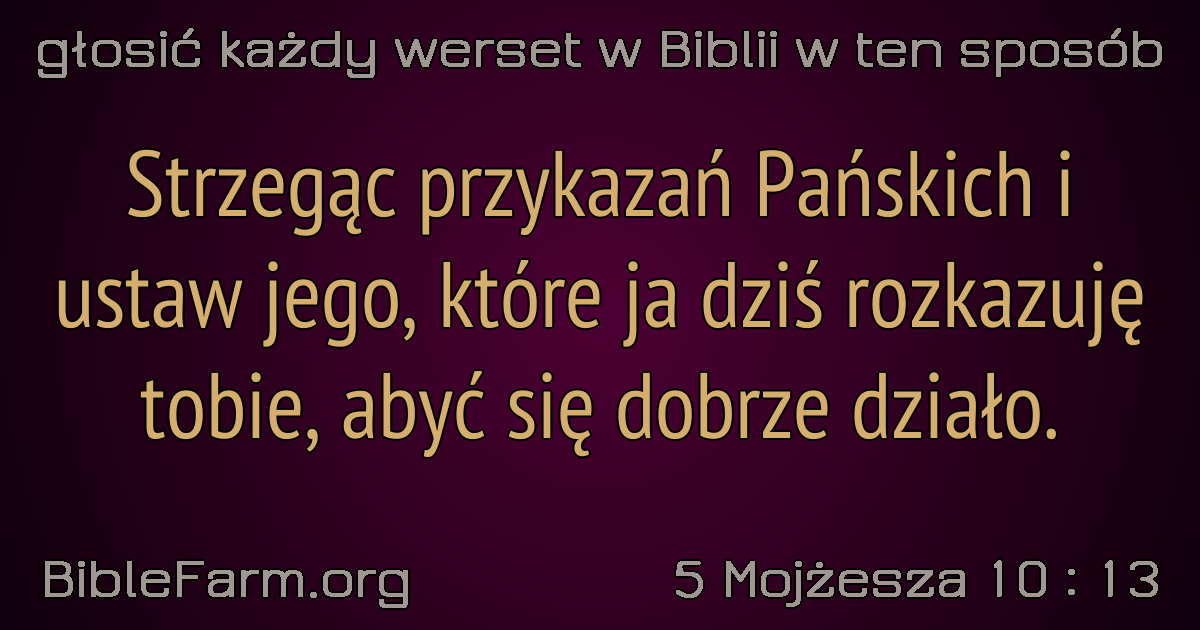 głosić każdy werset w Biblii w ten sposób
Strzegąc przykazań Pańskich i
ustaw jego, które ja dziś rozkazuję
tobie, abyć się dobrze działo.
BibleFarm.org
5 Mojżesza 10 : 13